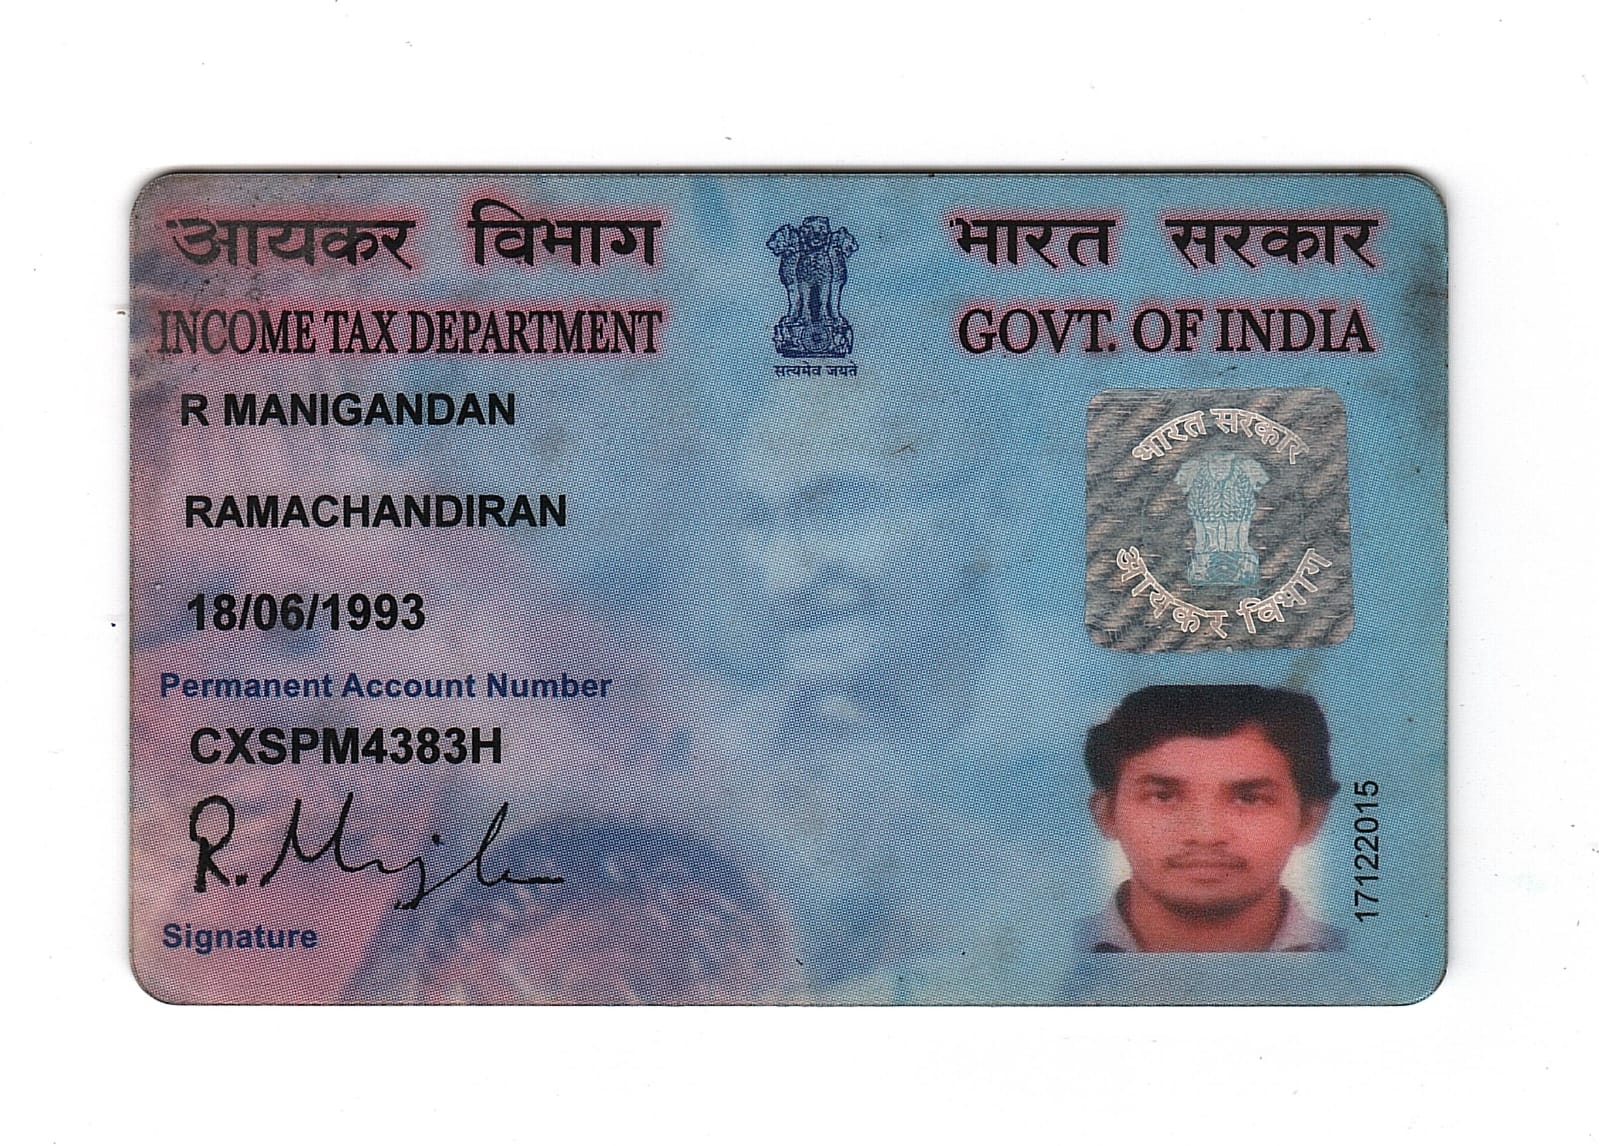 आयकर विभाग
INCOME TAX DEPARTMENT
सत्यमेव जयते
भारत सरकार
GOVT. OF INDIA
R MANIGANDAN
RAMACHANDIRAN
18/06/1993
Permanent Account Number
CXSPM4383H
Signature
भारत सरकार
आयकर विभाग
17122015